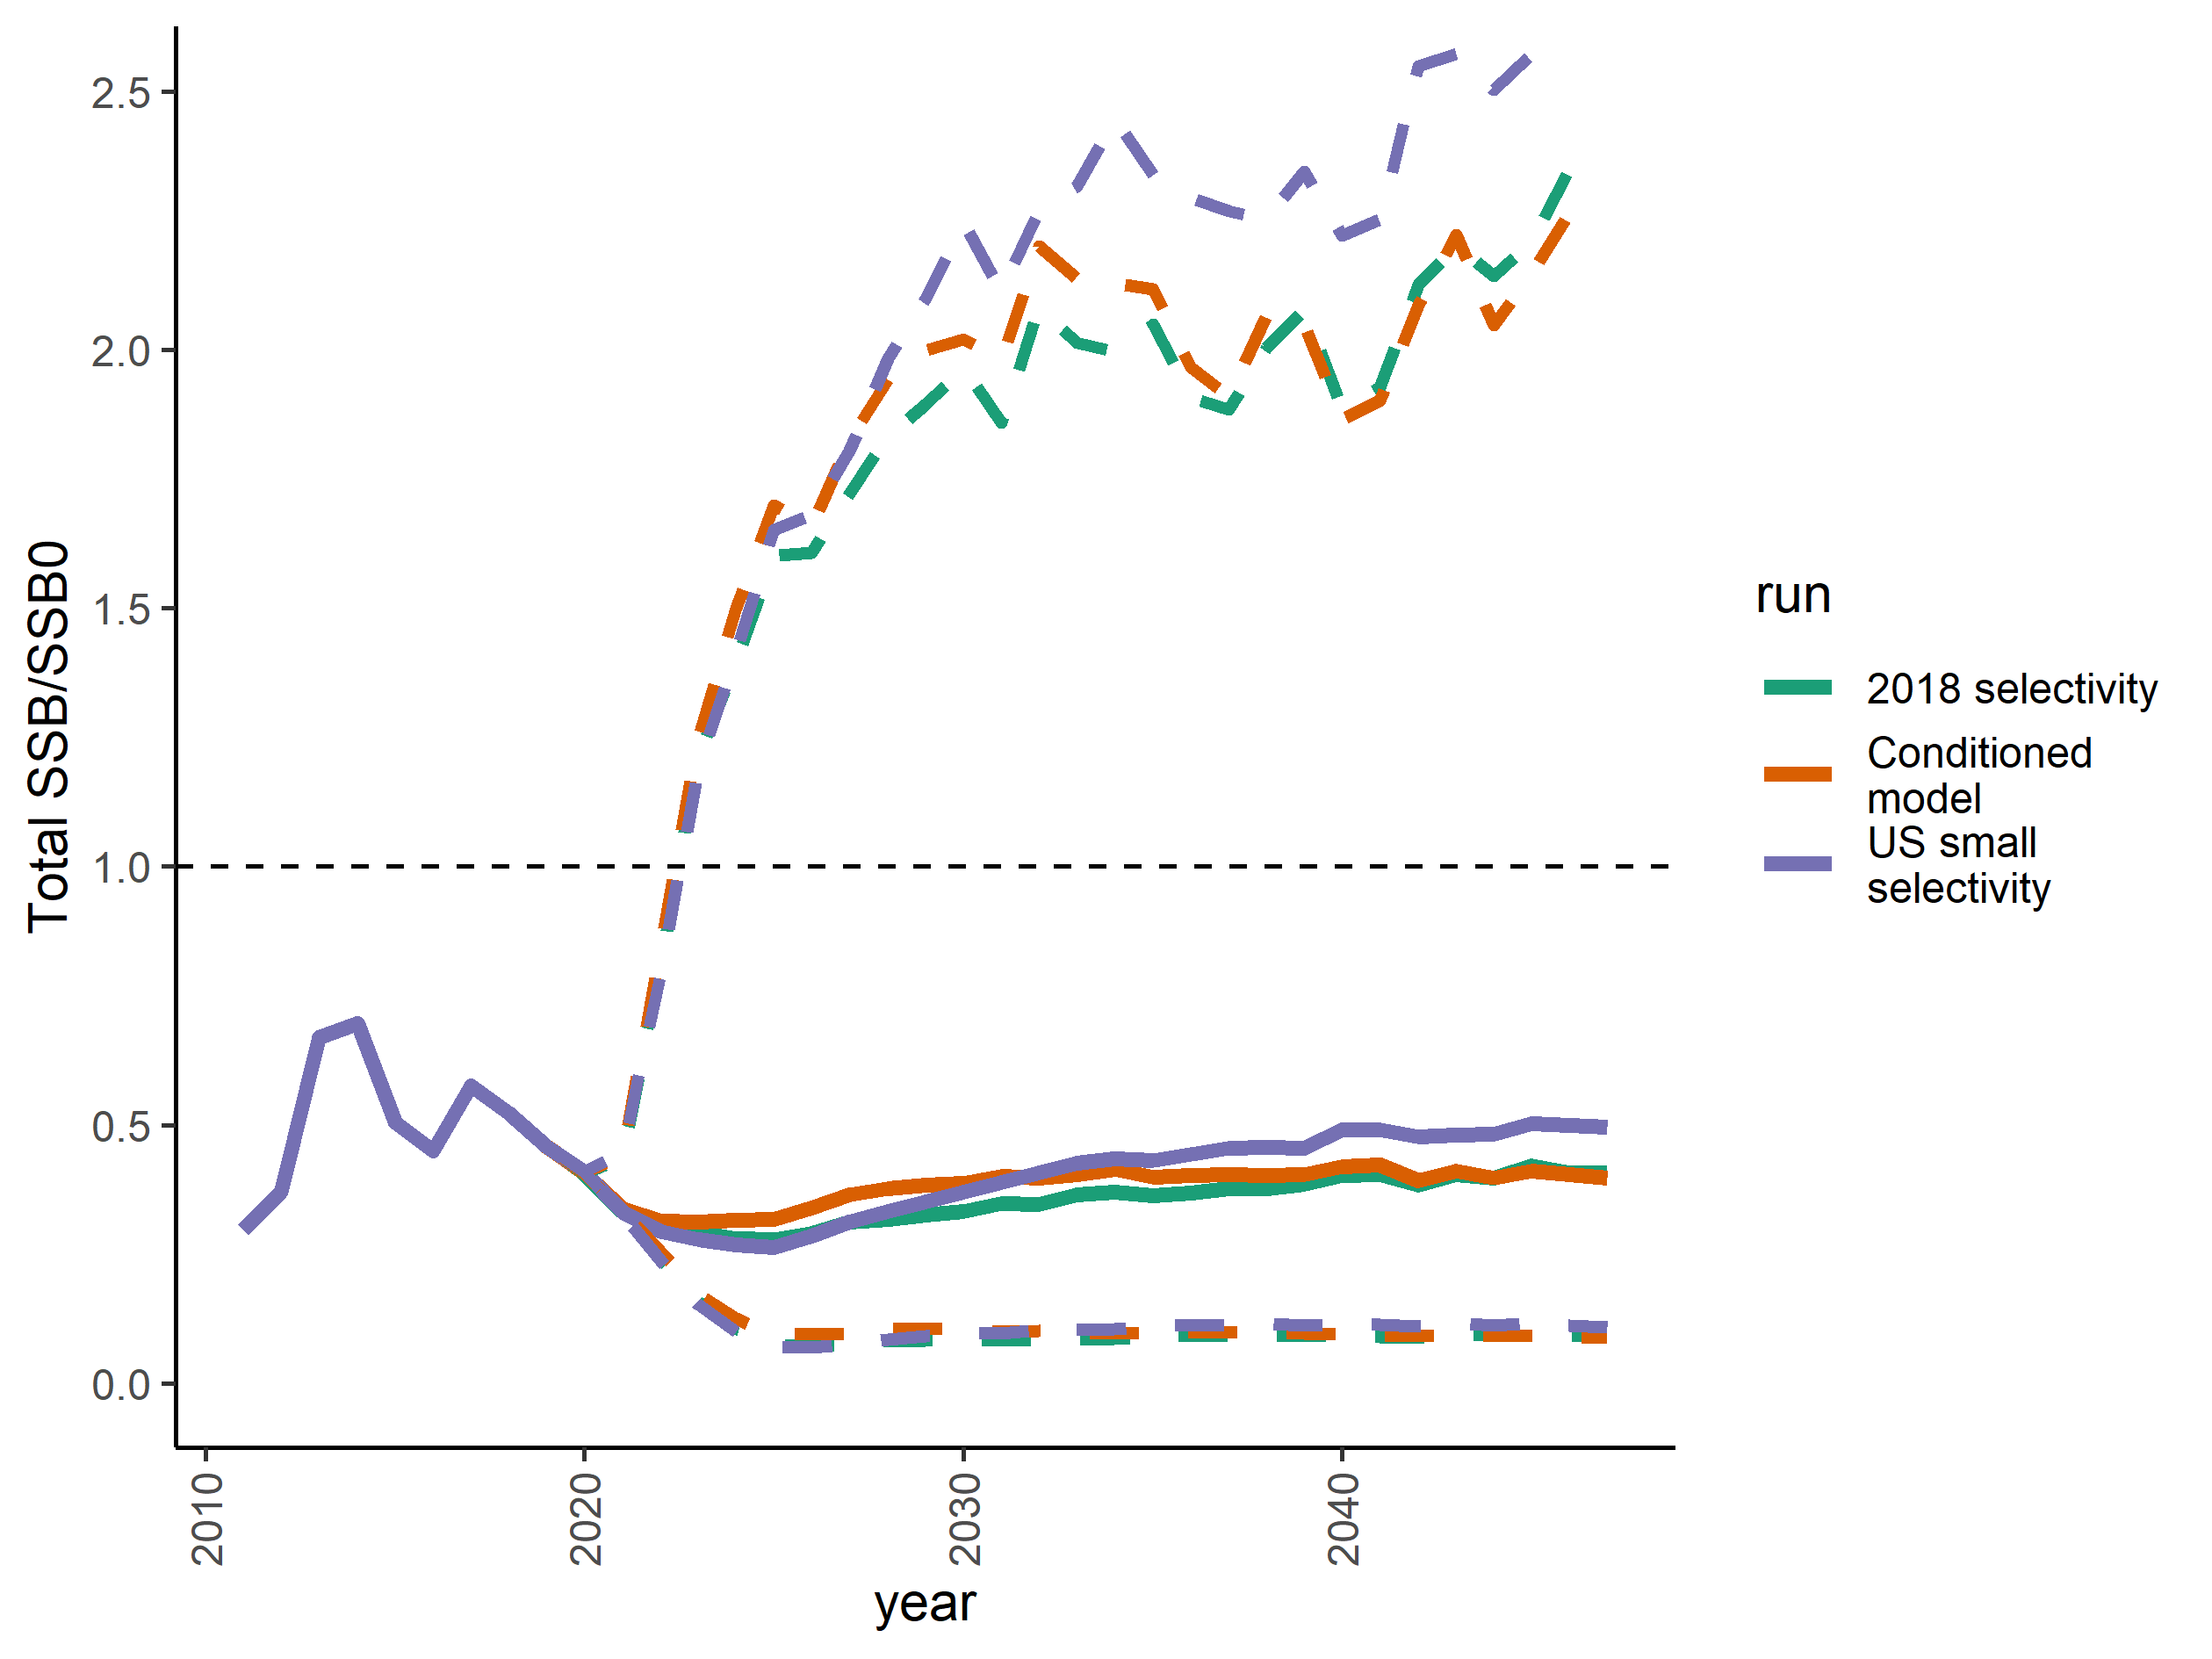 Total SSB/SSB0
2.5
2.0
1.5
1.0
0.5
0.0
2010
2020
2030
2040
year
run
2018 selectivity
Conditioned
model
US small
selectivity